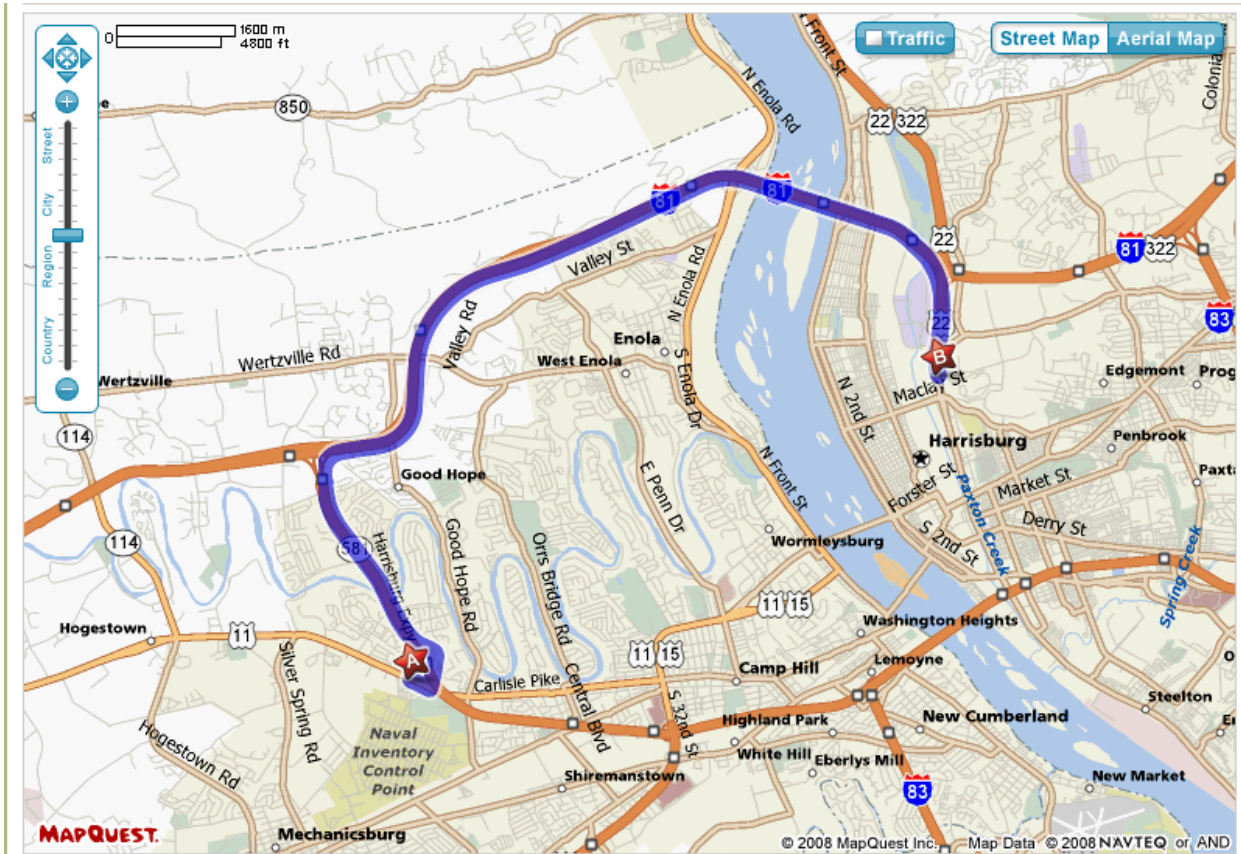 0
1600 m
4800 ft
Traffic
Street Map
Aerial Map
Street
City
Region
Country
850
N Enola Rd
N Front St
22
322
Colonial
81
81
22
81
322
83
Valley St
N Enola Rd
Valley Rd
Wertzville Rd
Wertzville
Enola
West Enola
S Enola Dr
22
B
Maclay St
Edgemont
N 2nd St
Harrisburg
Penbrook
114
Good Hope
E Penn Dr
N Front St
Forster St
Market St
Paxton Creek
Derry St
114
581
Harrisburg Expy
Good Hope Rd
Orrs Bridge Rd
Wormleysburg
S 2nd St
Spring Creek
11
15
Washington Heights
Hogestown
11
Silver Spring Rd
A
11
15
Camp Hill
Lemoyne
Carlisle Pike
Central Blvd
S 32nd St
Steelton
Highland Park
New Cumberland
Naval
Inventory
Control
Point
Hogestown Rd
White Hill
Eberlys Mill
Shiremanstown
New Market
83
Mechanicsburg
MAPQUEST.
© 2008 MapQuest Inc.
Map Data © 2008 NAVTEQ or AND